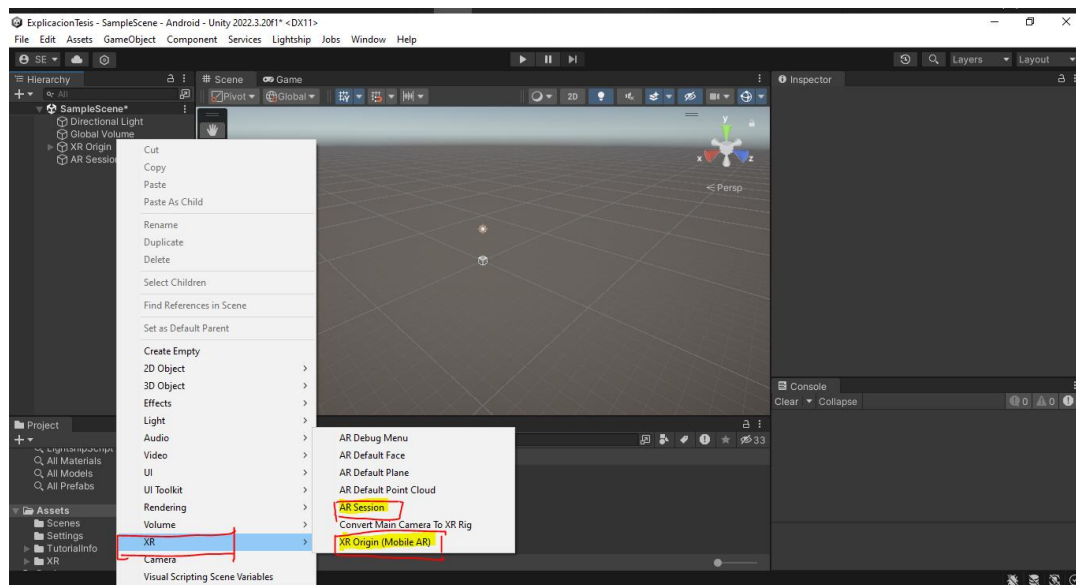 ExplicacionTesis - SampleScene - Android - Unity 2022.3.20f1* <DX11>
File Edit Assets GameObject Component Services Lightship Jobs Window Help
SE
Layers
Layout
Hierarchy
All
SampleScene*
Directional Light
Global Volume
XR Origin
AR Session
Scene
Game
Pivot
Global
2D
y
x
z
Persp
Inspector
Cut
Copy
Paste
Paste As Child
Rename
Duplicate
Delete
Select Children
Find References in Scene
Set as Default Parent
Create Empty
2D Object
3D Object
Effects
Light
Audio
Video
UI
UI Toolkit
Rendering
Volume
XR
Camera
Visual Scripting Scene Variables
AR Debug Menu
AR Default Face
AR Default Plane
AR Default Point Cloud
AR Session
Convert Main Camera To XR Rig
XR Origin (Mobile AR)
Project
All Materials
All Models
All Prefabs
Assets
Scenes
Settings
TutorialInfo
XR
33
Console
Clear Collapse
0 0 0